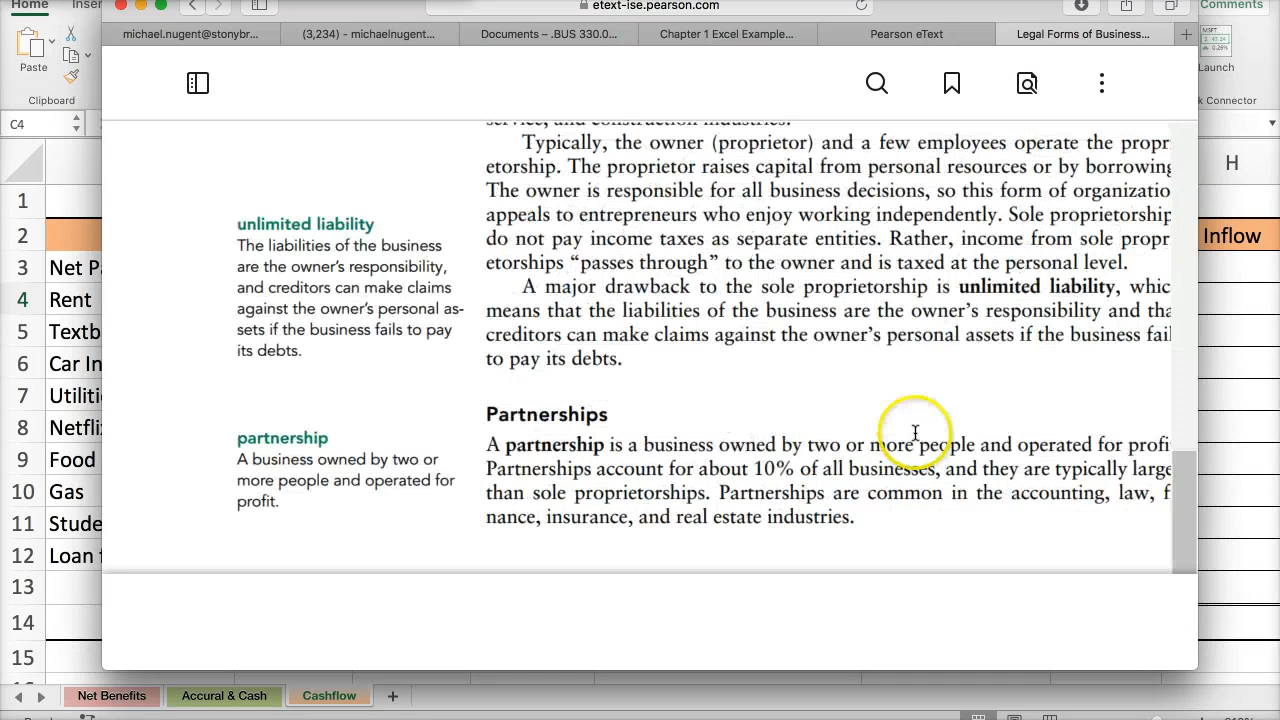 Home
Inser
etext-ise.pearson.com
Comments
michael.nugent@stonybr...
(3,234) - michaelnugent...
Chapter 1 Excel Example...
Pearson eText
Legal Forms of Business...
Paste
Clipboard
Launch
k Connector
C4
H
1
2
Inflow
3 Net Pa
4 Rent
5 Textb
6 Car In
7 Utilitie
8 Netflix
9 Food
10 Gas
11 Stude
12 Loan f
13
14
15
service, and construction industries.
Typically, the owner (proprietor) and a few employees operate the propr
etorship. The proprietor raises capital from personal resources or by borrowing
The owner is responsible for all business decisions, so this form of organizatio
appeals to entrepreneurs who enjoy working independently. Sole proprietorship
do not pay income taxes as separate entities. Rather, income from sole propr
etorships “passes through” to the owner and is taxed at the personal level.
A major drawback to the sole proprietorship is unlimited liability, whic
means that the liabilities of the business are the owner’s responsibility and tha
creditors can make claims against the owner’s personal assets if the business fail
to pay its debts.
unlimited liability
The liabilities of the business
are the owner’s responsibility,
and creditors can make claims
against the owner’s personal as-
sets if the business fails to pay
its debts.
Partnerships
A partnership is a business owned by two or more people and operated for profi
Partnerships account for about 10% of all businesses, and they are typically large
than sole proprietorships. Partnerships are common in the accounting, law, f
nance, insurance, and real estate industries.
partnership
A business owned by two or
more people and operated for
profit.
Net Benefits
Accural & Cash
Cashflow